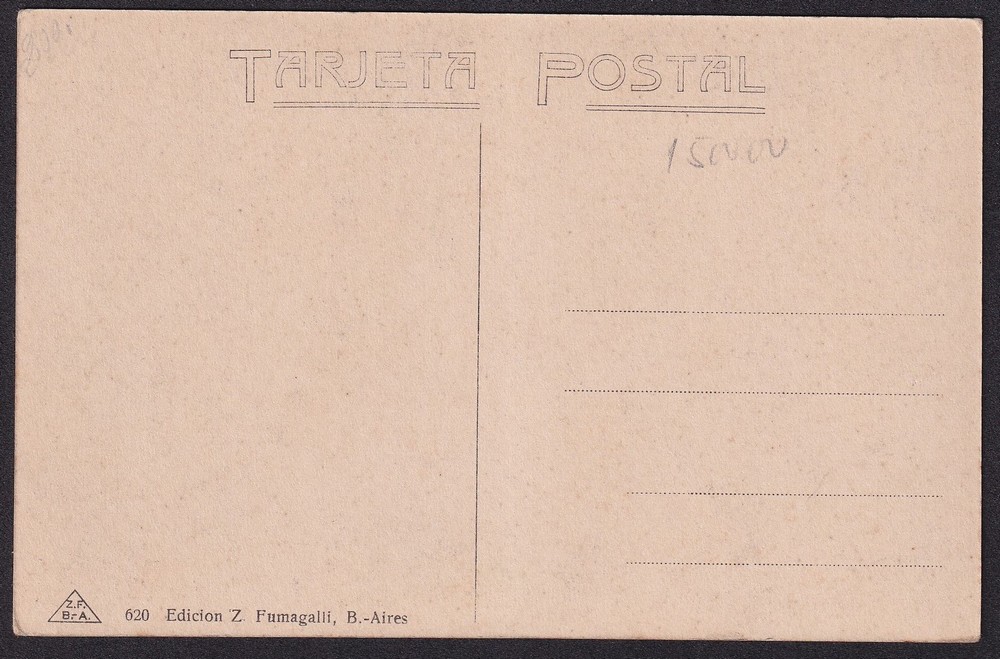 TARJETA POSTAL
Z.F.
B.-A.
620 Edicion Z. Fumagalli, B.-Aires